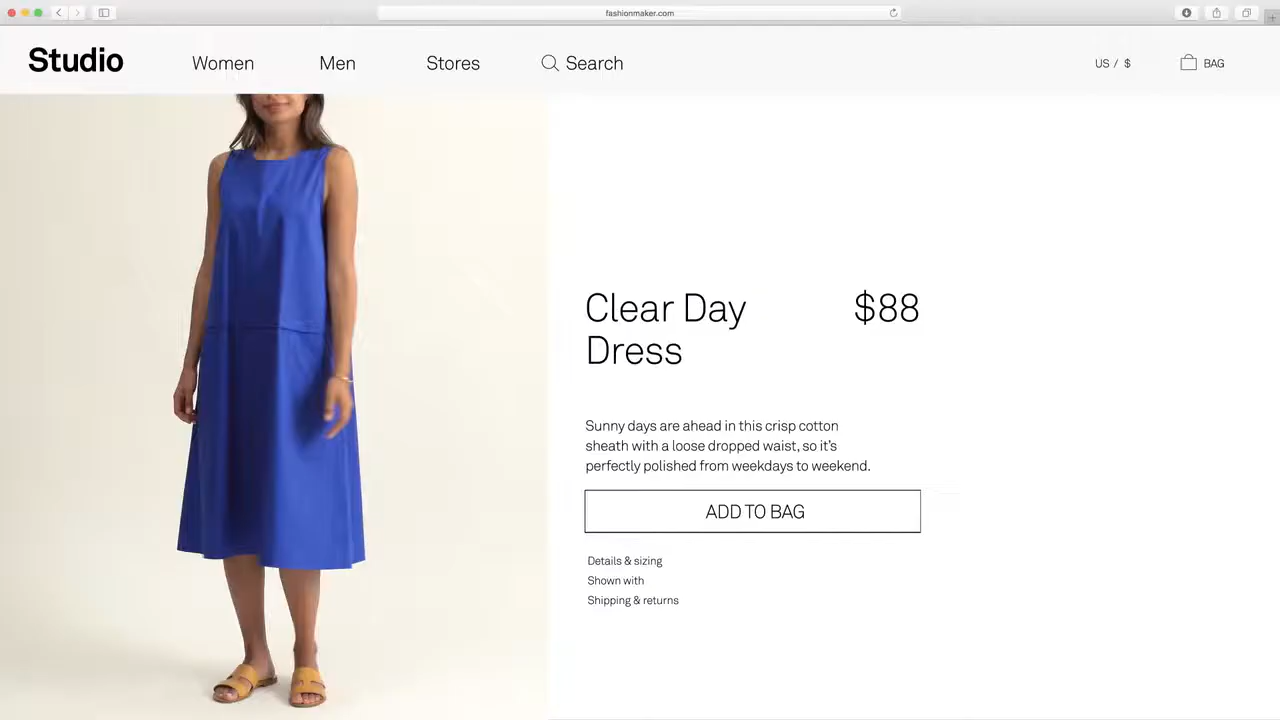 fashionmaker.com
Studio
Women
Men
Stores
Search
US / $
BAG
Clear Day
Dress
$88
Sunny days are ahead in this crisp cotton
sheath with a loose dropped waist, so it's
perfectly polished from weekdays to weekend.
ADD TO BAG
Details & sizing
Shown with
Shipping & returns